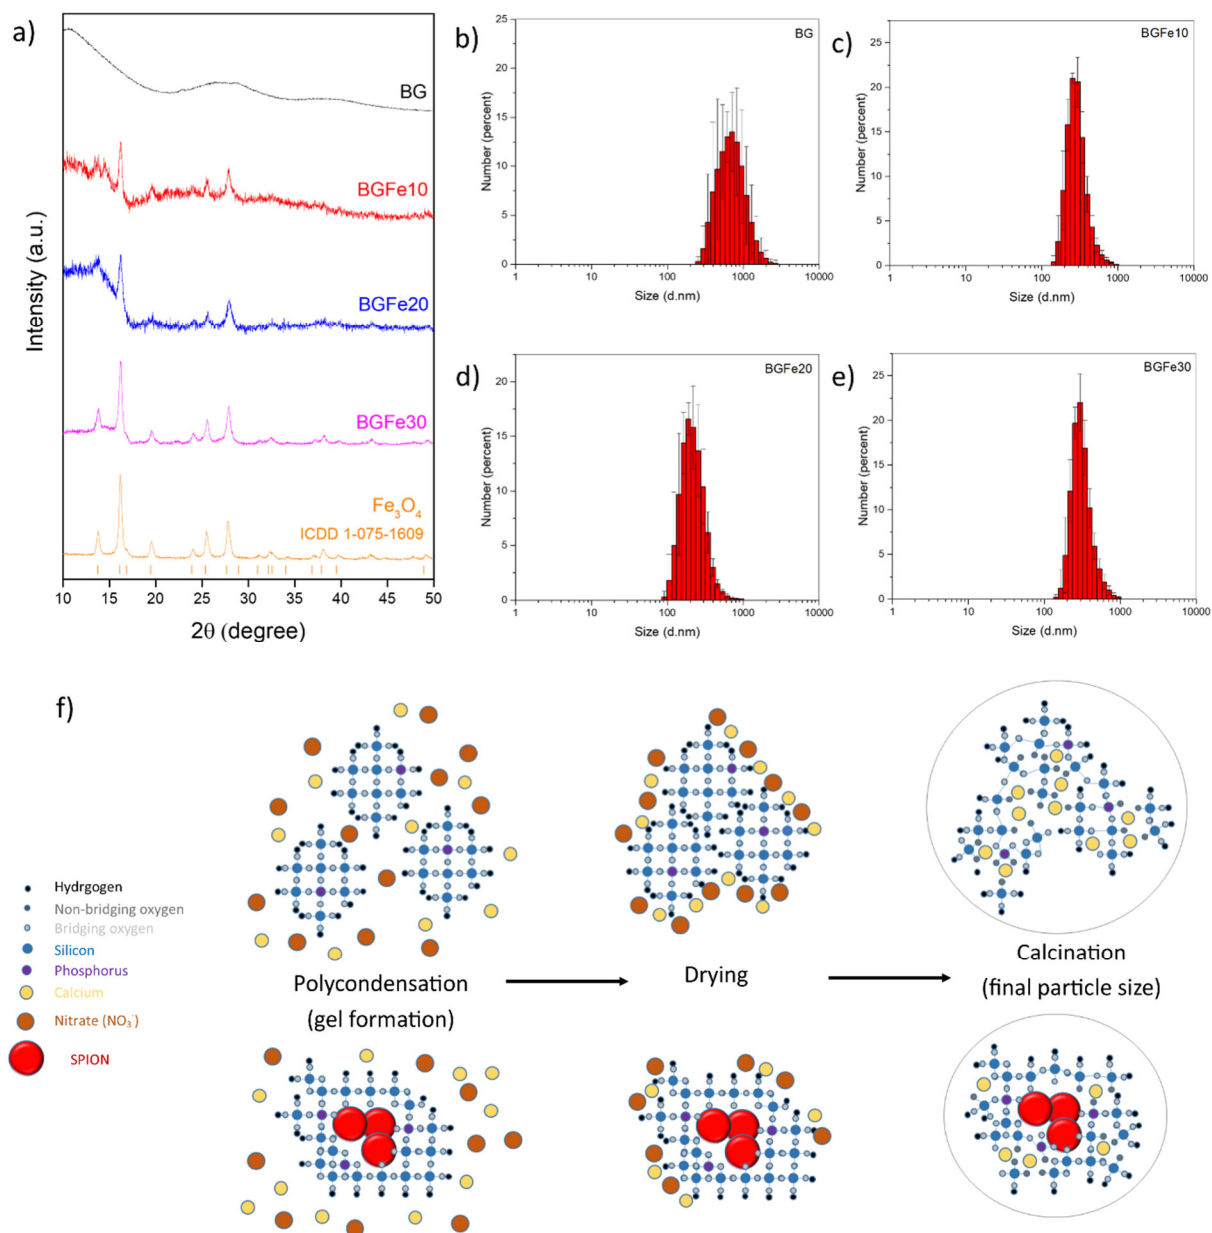 a)
BG
BGFe10
BGFe20
BGFe30
Fe3O4
ICDD 1-075-1609
Intensity (a.u.)
10 15 20 25 30 35 40 45 50
2θ (degree)
b)
BG
25
20
15
10
5
0
Number (percent)
1 10 100 1000 10000
Size (d.nm)
c)
BGFe10
25
20
15
10
5
0
Number (percent)
1 10 100 1000 10000
Size (d.nm)
d)
BGFe20
20
15
10
5
0
Number (percent)
1 10 100 1000 10000
Size (d.nm)
e)
BGFe30
25
20
15
10
5
0
Number (percent)
1 10 100 1000 10000
Size (d.nm)
f)
Hydrgogen
Non-bridging oxygen
Bridging oxygen
Silicon
Phosphorus
Calcium
Nitrate (NO3-)
SPION
Polycondensation
(gel formation)
Drying
Calcination
(final particle size)